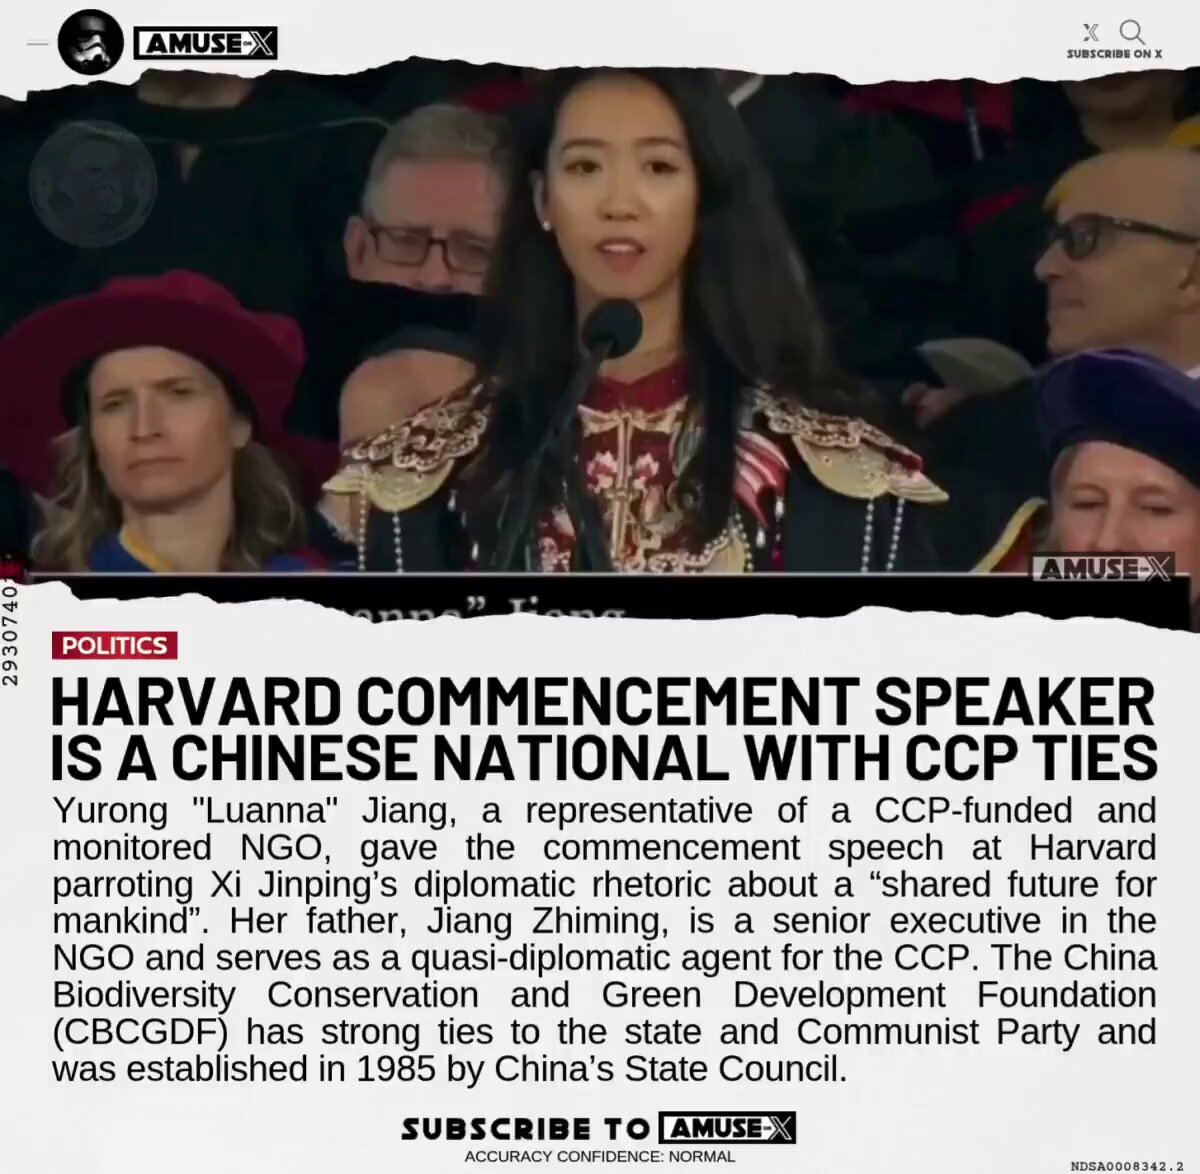 AMUSE ON X
SUBSCRIBE ON X
AMUSE-X
” Jiang
2930740
POLITICS
HARVARD COMMENCEMENT SPEAKER
IS A CHINESE NATIONAL WITH CCP TIES
Yurong "Luanna" Jiang, a representative of a CCP-funded and
monitored NGO, gave the commencement speech at Harvard
parroting Xi Jinping’s diplomatic rhetoric about a “shared future for
mankind”. Her father, Jiang Zhiming, is a senior executive in the
NGO and serves as a quasi-diplomatic agent for the CCP. The China
Biodiversity Conservation and Green Development Foundation
(CBCGDF) has strong ties to the state and Communist Party and
was established in 1985 by China’s State Council.
SUBSCRIBE TO AMUSE-X
ACCURACY CONFIDENCE: NORMAL
NDSA0008342.2